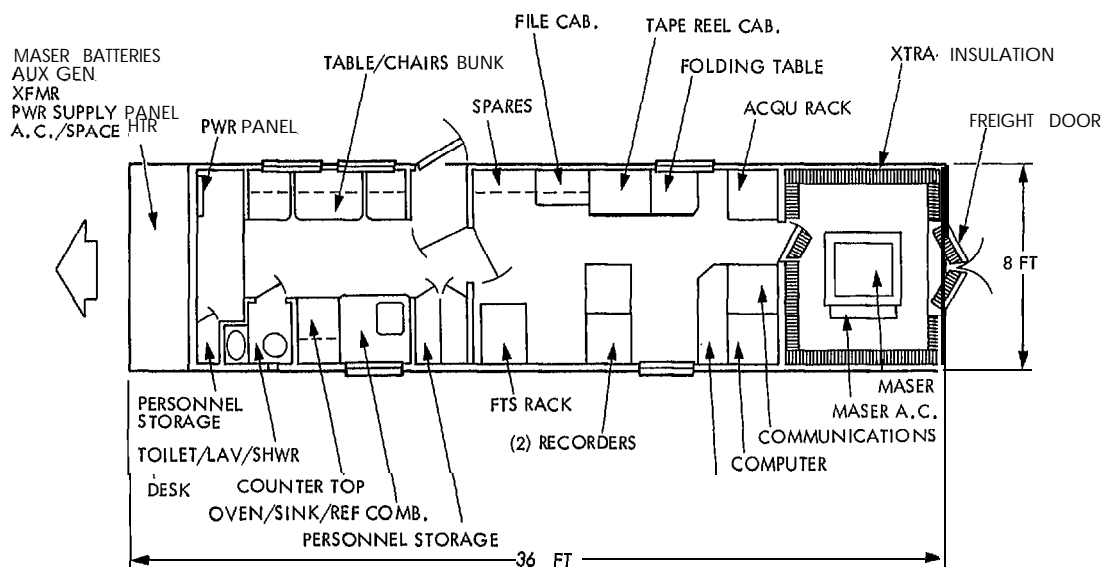 FILE CAB.
TAPE REEL CAB.
MASER BATTERIES
AUX GEN
XFMR
PWR SUPPLY PANEL
A.C./SPACE HTR
TABLE/CHAIRS BUNK
FOLDING TABLE
XTRA INSULATION
SPARES
ACQU RACK
PWR PANEL
FREIGHT DOOR
8 FT
PERSONNEL
STORAGE
FTS RACK
MASER
MASER A.C.
(2) RECORDERS
COMMUNICATIONS
TOILET/LAV/SHWR
COMPUTER
DESK
COUNTER TOP
OVEN/SINK/REF COMB.
PERSONNEL STORAGE
36 FT